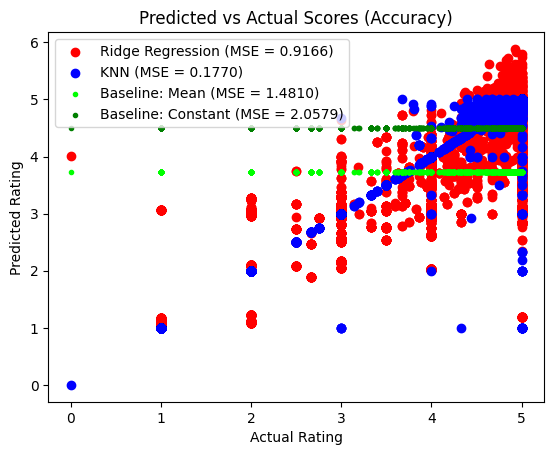 Predicted vs Actual Scores (Accuracy)
Ridge Regression (MSE = 0.9166)
KNN (MSE = 0.1770)
Baseline: Mean (MSE = 1.4810)
Baseline: Constant (MSE = 2.0579)
Predicted Rating
6
5
4
3
2
1
0
0 1 2 3 4 5
Actual Rating